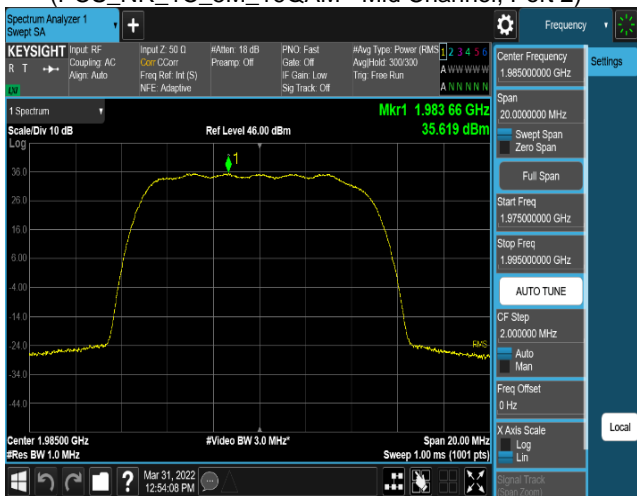 Spectrum Analyzer 1
Swept SA
+
Frequency
KEYSIGHT
R T
LXI
Input: RF
Coupling: AC
Align: Auto
Input Z: 50 Ω
Corr CCorr
Freq Ref: Int (S)
NFE: Adaptive
#Atten: 18 dB
Preamp: Off
PNO: Fast
Gate: Off
IF Gain: Low
Sig Track: Off
#Avg Type: Power (RMS
Avg|Hold: 300/300
Trig: Free Run
1 2 3 4 5 6
A W W W W W
A N N N N N
1 Spectrum
Scale/Div 10 dB
Log
Ref Level 46.00 dBm
Mkr1 1.983 66 GHz
35.619 dBm
1
36.0
26.0
16.0
6.00
-4.00
-14.0
-24.0
-34.0
-44.0
RMS
Center 1.98500 GHz
#Res BW 1.0 MHz
#Video BW 3.0 MHz*
Span 20.00 MHz
Sweep 1.00 ms (1001 pts)
Mar 31, 2022
12:54:08 PM
?
Center Frequency
1.985000000 GHz
Span
20.0000000 MHz
Swept Span
Zero Span
Full Span
Start Freq
1.975000000 GHz
Stop Freq
1.995000000 GHz
AUTO TUNE
CF Step
2.000000 MHz
Auto
Man
Freq Offset
0 Hz
X Axis Scale
Log
Lin
Signal Track
(Span Zoom)
Settings
Local